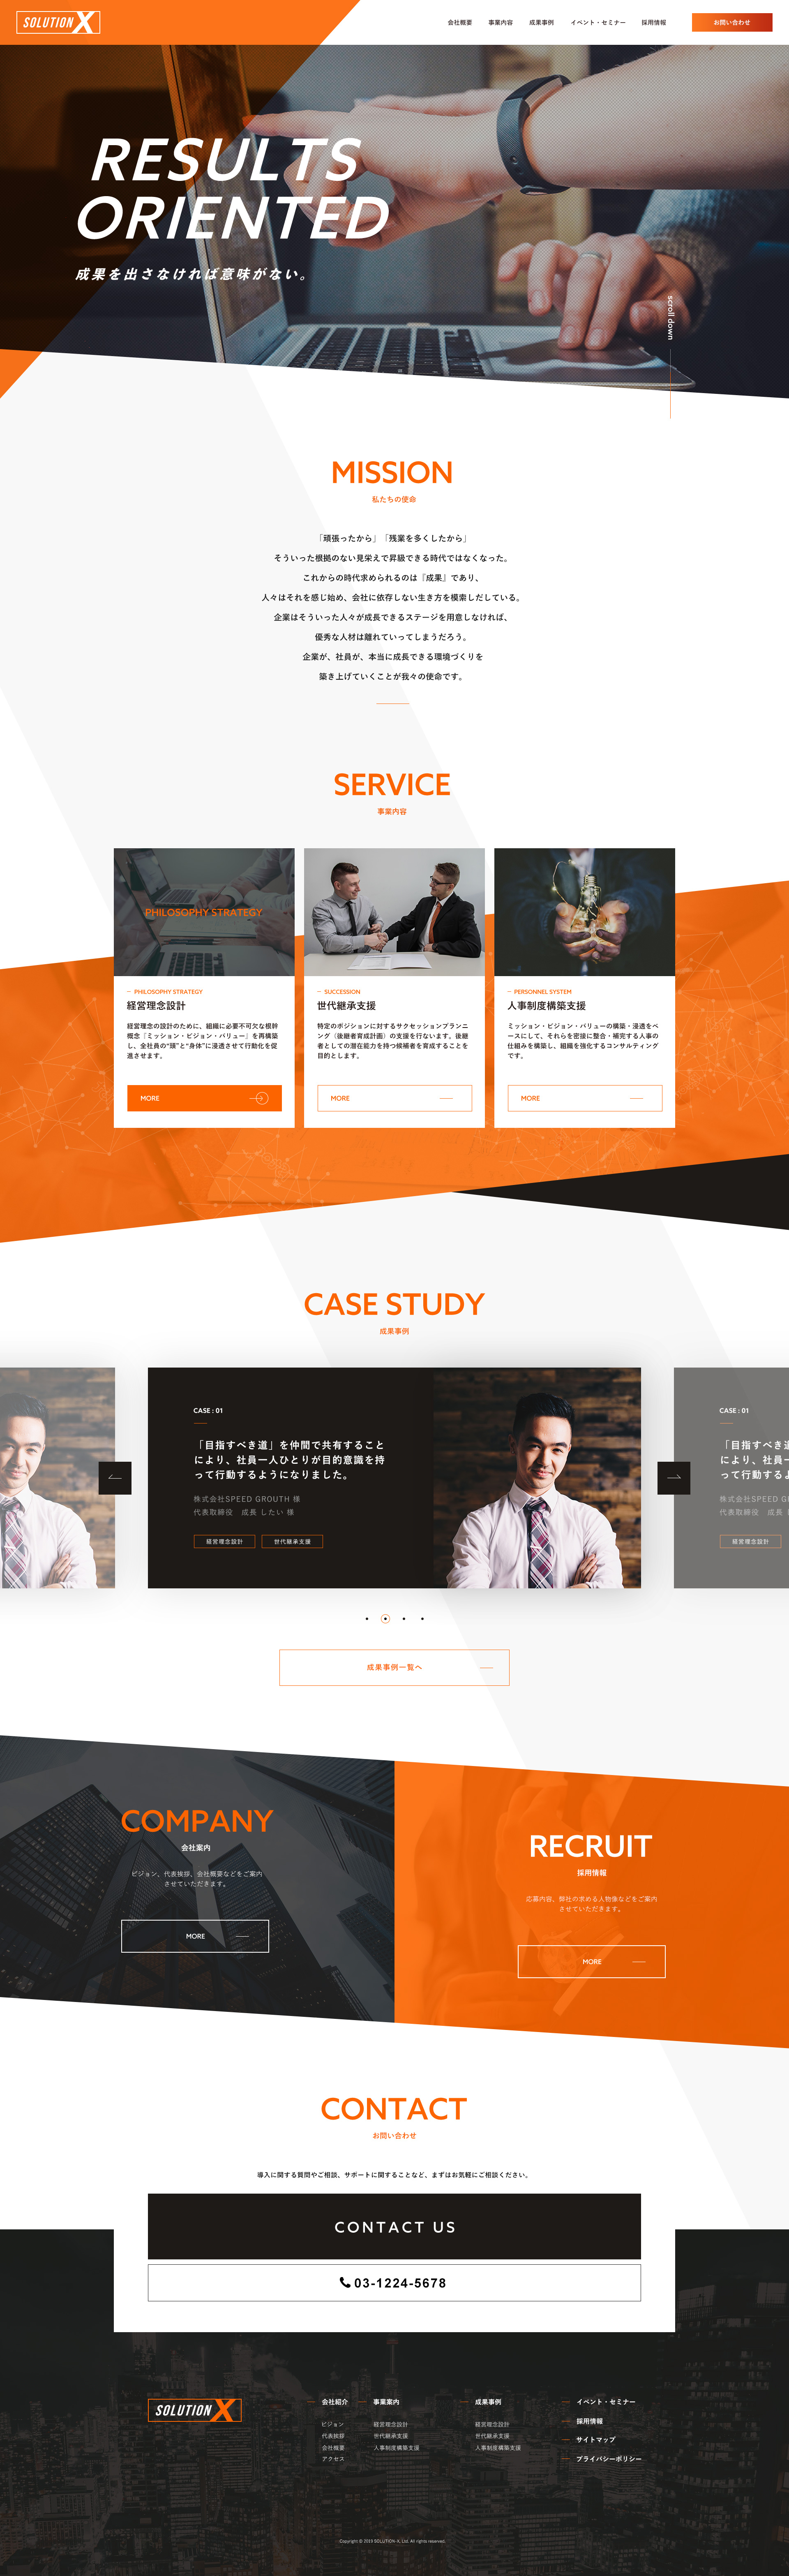 SOLUTION X
会社概要
事業内容
成果事例
イベント・セミナー
採用情報
お問い合わせ
RESULTS
ORIENTED
成果を出さなければ意味がない。
scroll down
MISSION
私たちの使命
「頑張ったから」「残業を多くしたから」
そういった根拠のない見栄えで昇級できる時代ではなくなった。
これからの時代求められるのは『成果』であり、
人々はそれを感じ始め、会社に依存しない生き方を模索しだしている。
企業はそういった人々が成長できるステージを用意しなければ、
優秀な人材は離れていってしまうだろう。
企業が、社員が、本当に成長できる環境づくりを
築き上げていくことが我々の使命です。
SERVICE
事業内容
PHILOSOPHY STRATEGY
PHILOSOPHY STRATEGY
経営理念設計
経営理念の設計のために、組織に必要不可欠な根幹
概念『ミッション・ビジョン・バリュー』を再構築
し、全社員の"頭"と"身体"に浸透させて行動化を促
進させます。
MORE
SUCCESSION
世代継承支援
特定のポジションに対するサクセッションプランニ
ング（後継者育成計画）の支援を行ないます。後継
者としての潜在能力を持つ候補者を育成することを
目的とします。
MORE
PERSONNEL SYSTEM
人事制度構築支援
ミッション・ビジョン・バリューの構築・浸透をベ
ースにして、それらを密接に整合・補完する人事の
仕組みを構築し、組織を強化するコンサルティング
です。
MORE
CASE STUDY
成果事例
CASE : 01
「目指すべき道」を仲間で共有すること
により、社員一人ひとりが目的意識を持
って行動するようになりました。
株式会社SPEED GROUTH 様
代表取締役　成長 したい 様
経営理念設計
世代継承支援
CASE : 01
「目指すべき道
により、社員一
って行動するよ
株式会社SPEED G
代表取締役　成長
経営理念設計
成果事例一覧へ
COMPANY
会社案内
ビジョン、代表挨拶、会社概要などをご案内
させていただきます。
MORE
RECRUIT
採用情報
応募内容、弊社の求める人物像などをご案内
させていただきます。
MORE
CONTACT
お問い合わせ
導入に関する質問やご相談、サポートに関することなど、まずはお気軽にご相談ください。
CONTACT US
03-1224-5678
SOLUTION X
会社紹介
ビジョン
代表挨拶
会社概要
アクセス
事業案内
経営理念設計
世代継承支援
人事制度構築支援
成果事例
経営理念設計
世代継承支援
人事制度構築支援
イベント・セミナー
採用情報
サイトマップ
プライバシーポリシー
Copyright © 2019 SOLUTION-X, Ltd. All rights reserved.